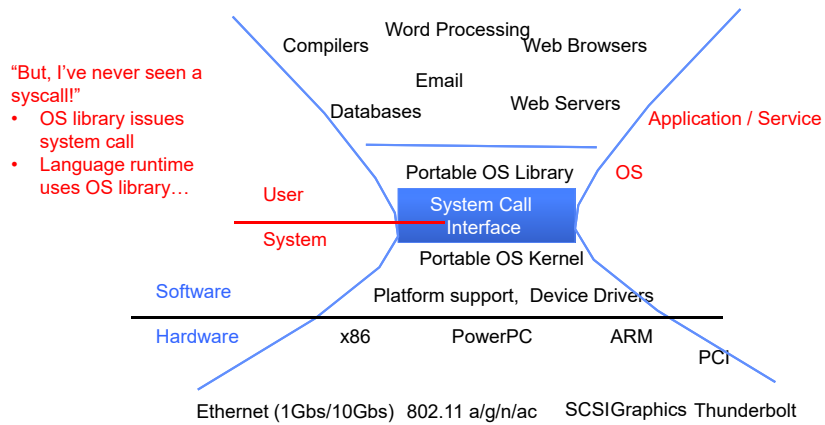 Compilers
Word Processing
Web Browsers
Email
Databases
Web Servers
“But, I’ve never seen a
syscall!”
• OS library issues
system call
• Language runtime
uses OS library…
Application / Service
Portable OS Library
OS
User
System Call
Interface
System
Portable OS Kernel
Software
Platform support, Device Drivers
Hardware
x86
PowerPC
ARM
PCI
Ethernet (1Gbs/10Gbs)
802.11 a/g/n/ac
SCSI
Graphics
Thunderbolt